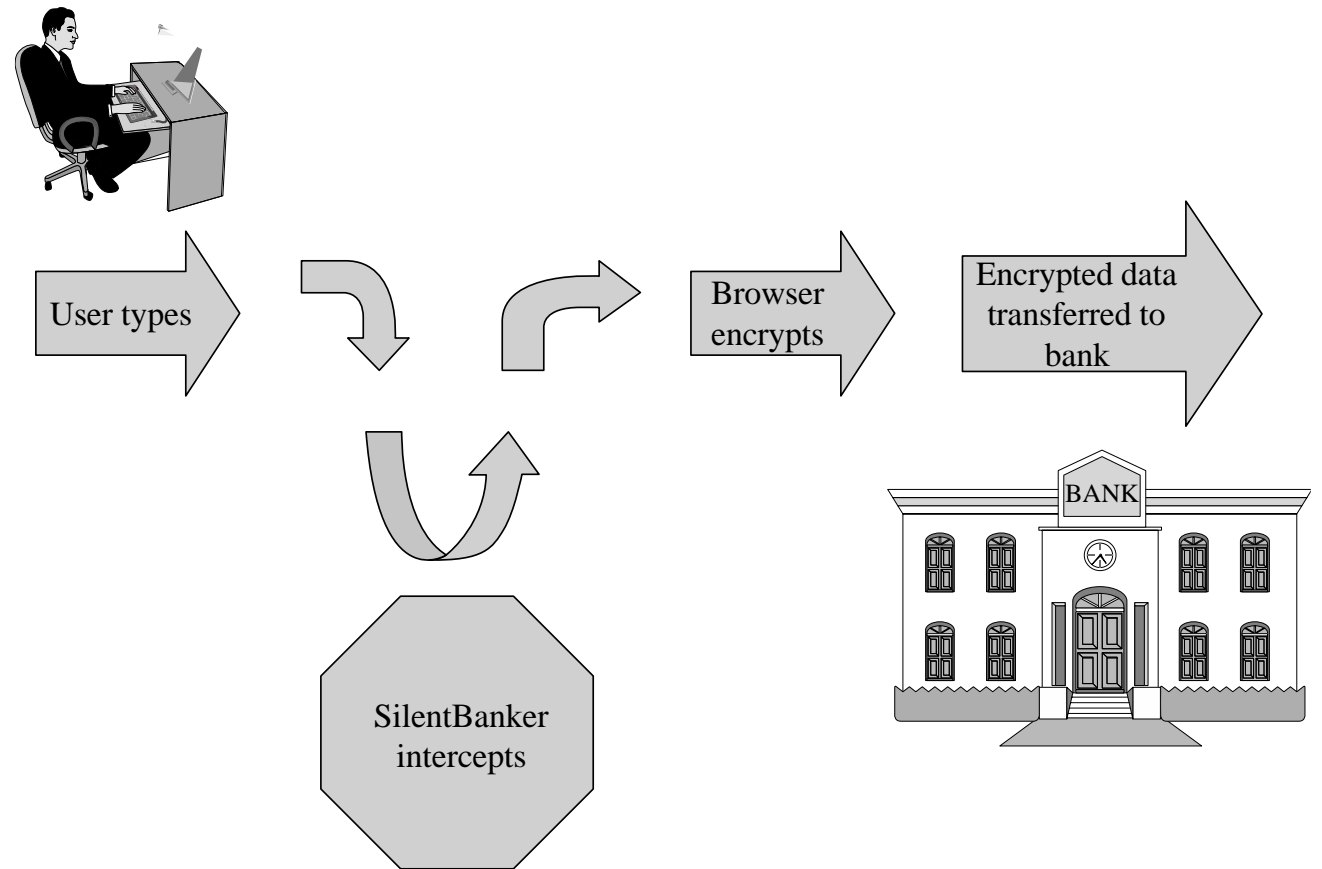 User types
Browser
encrypts
Encrypted data
transferred to
bank
BANK
SilentBanker
intercepts